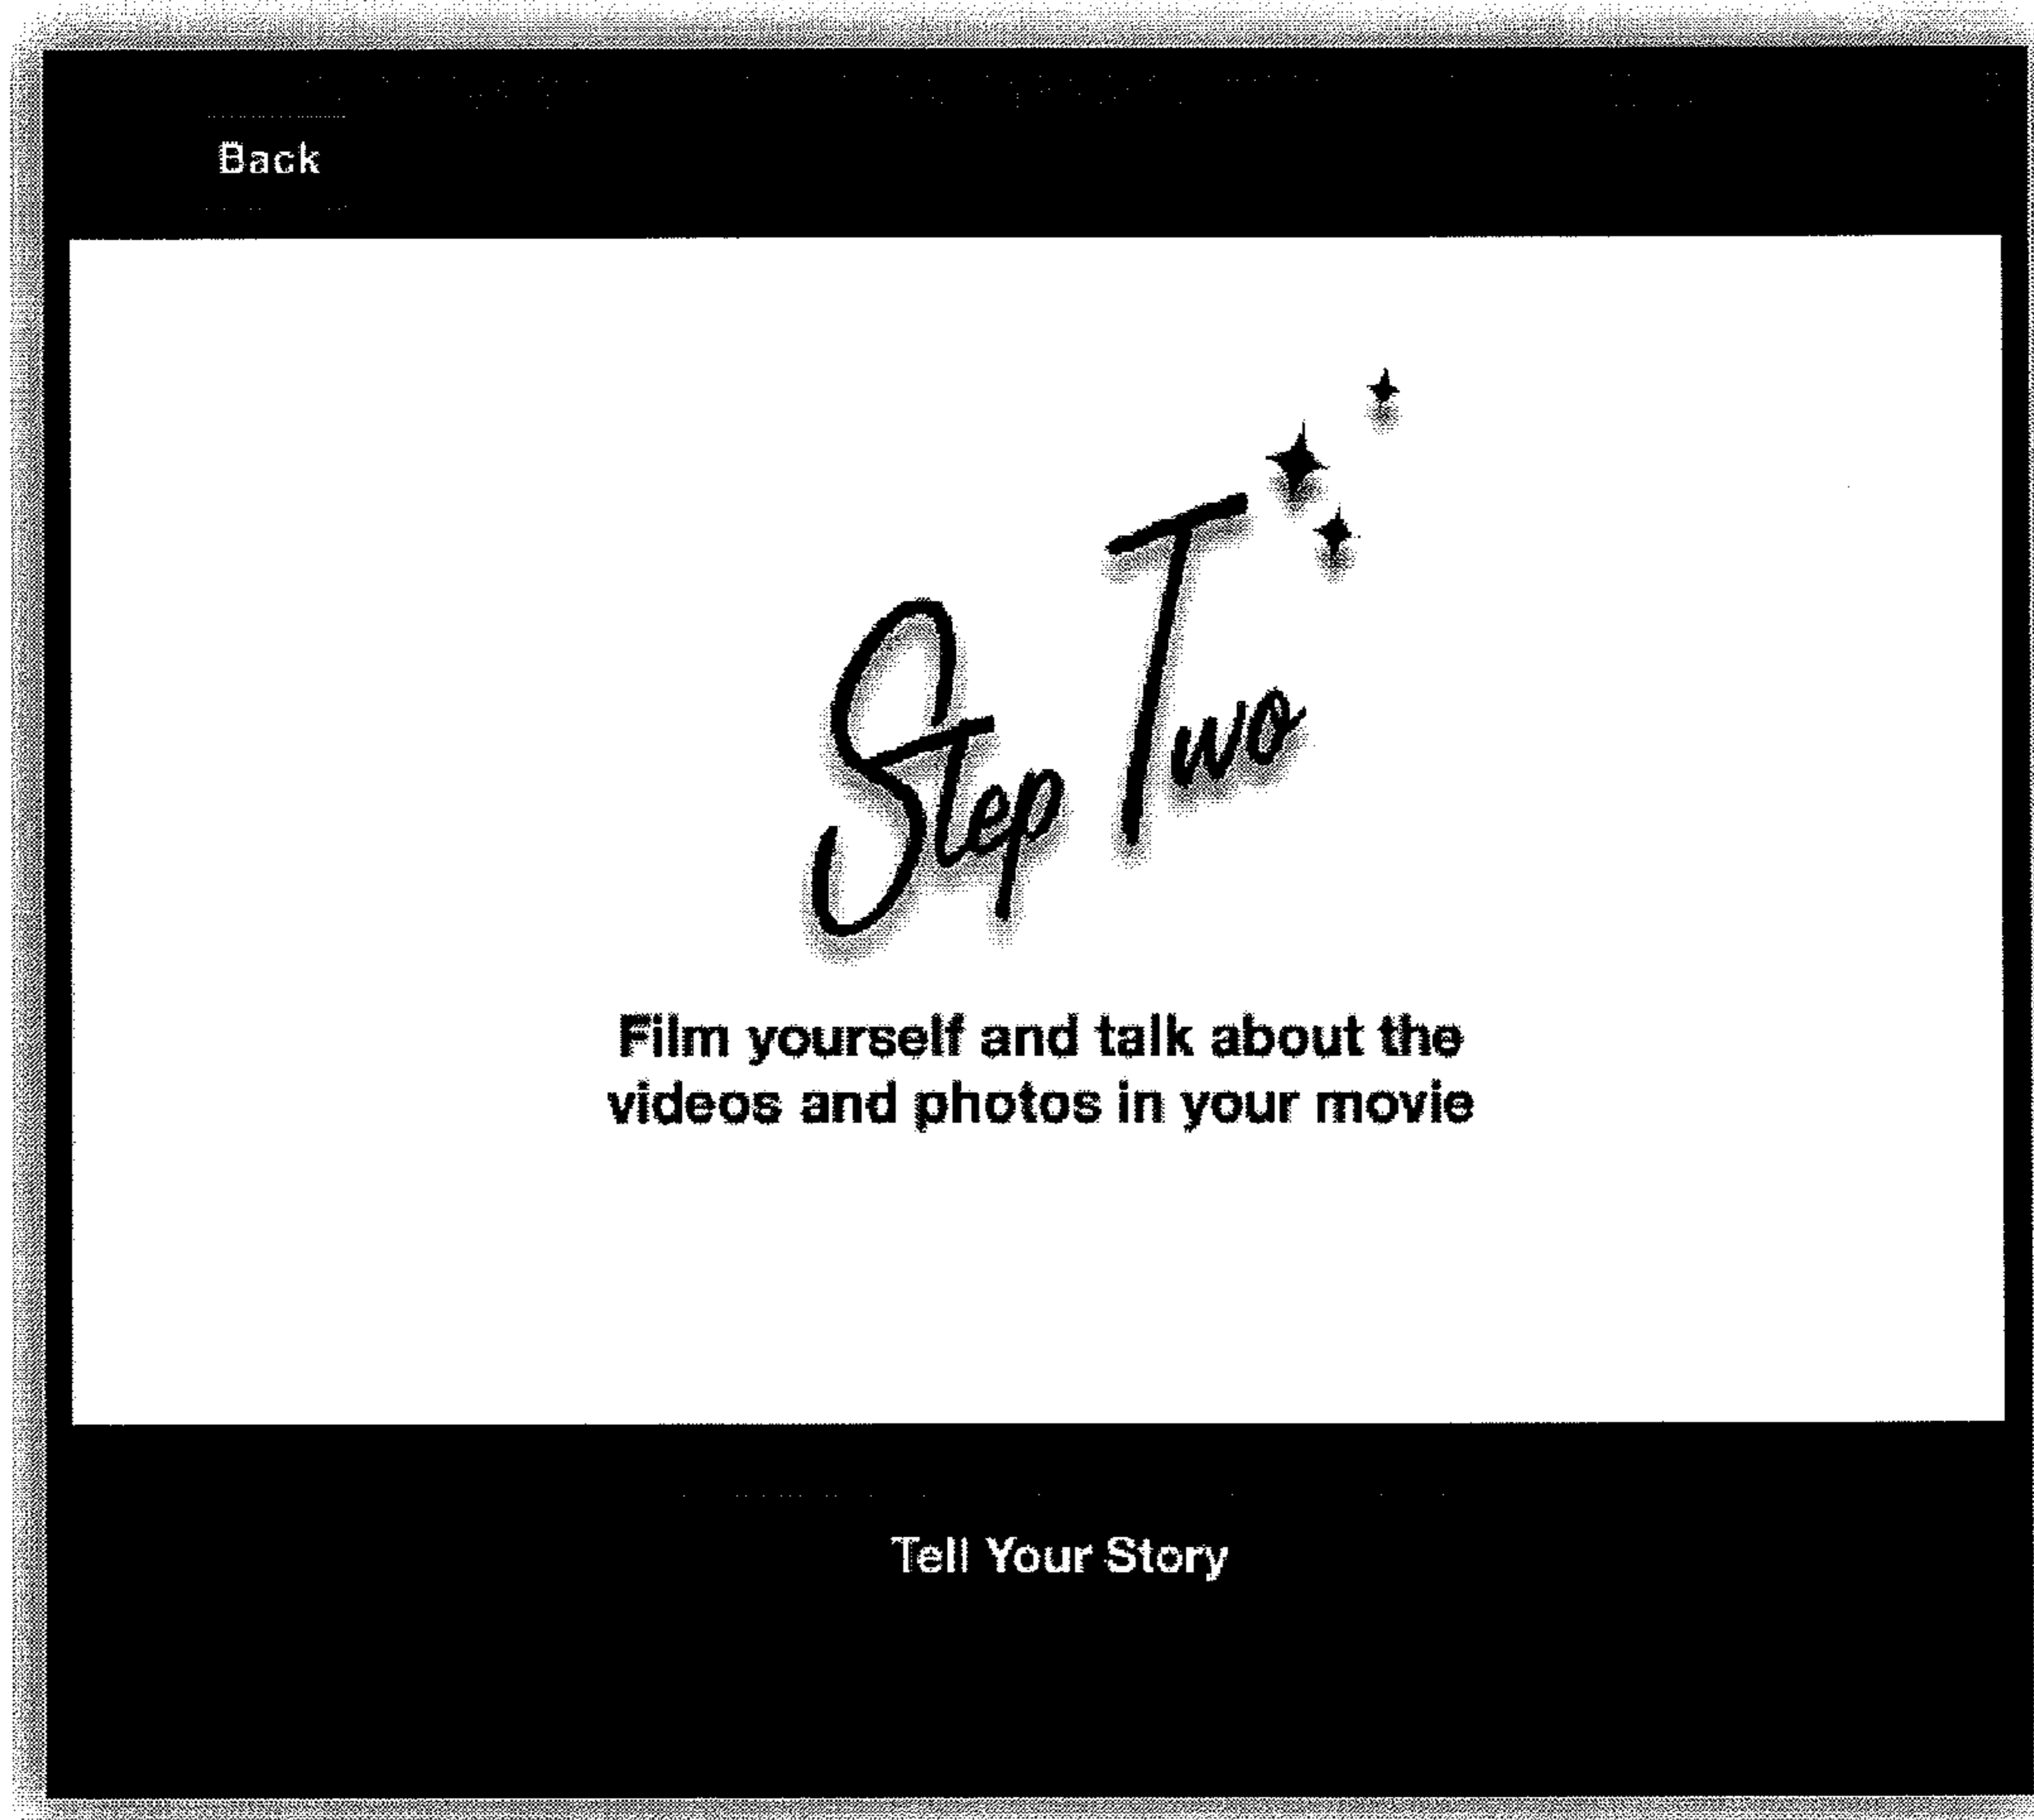 Back
Step Two
Film yourself and talk about the
videos and photos in your movie
Tell Your Story